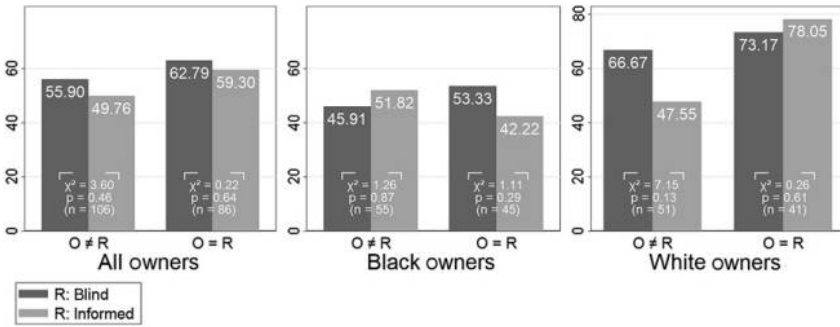 80
60
60
60
40
40
40
20
20
20
0
0
0
55.90
49.76
62.79
59.30
45.91
51.82
53.33
42.22
66.67
47.55
73.17
78.05
χ² = 3.60
p = 0.46
(n = 106)
χ² = 0.22
p = 0.64
(n = 86)
χ² = 1.26
p = 0.87
(n = 55)
χ² = 1.11
p = 0.29
(n = 45)
χ² = 7.15
p = 0.13
(n = 51)
χ² = 0.26
p = 0.61
(n = 41)
O ≠ R
O = R
O ≠ R
O = R
O ≠ R
O = R
All owners
Black owners
White owners
R: Blind
R: Informed